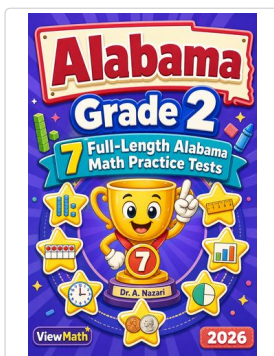 Alabama
Grade 2
7 Full-Length Alabama
Math Practice Tests
7
Dr. A. Nazari
ViewMath
2026